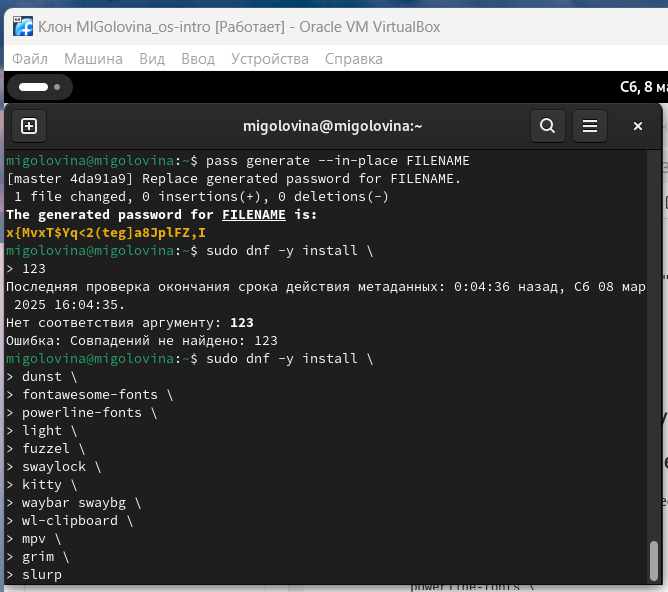 Клон MIGolovina_os-intro [Работает] - Oracle VM VirtualBox
Файл Машина Вид Ввод Устройства Справка
Сб, 8 ма
migolovina@migolovina:~
migolovina@migolovina:~$ pass generate --in-place FILENAME
[master 4da91a9] Replace generated password for FILENAME.
 1 file changed, 0 insertions(+), 0 deletions(-)
The generated password for FILENAME is:
x{MvxT$Yq<2(teg]a8JplFZ,I
migolovina@migolovina:~$ sudo dnf -y install \
> 123
Последняя проверка окончания срока действия метаданных: 0:04:36 назад, Сб 08 мар
 2025 16:04:35.
Нет соответствия аргументу: 123
Ошибка: Совпадений не найдено: 123
migolovina@migolovina:~$ sudo dnf -y install \
> dunst \
> fontawesome-fonts \
> powerline-fonts \
> light \
> fuzzel \
> swaylock \
> kitty \
> waybar swaybg \
> wl-clipboard \
> mpv \
> grim \
> slurp
powerline-fonts \